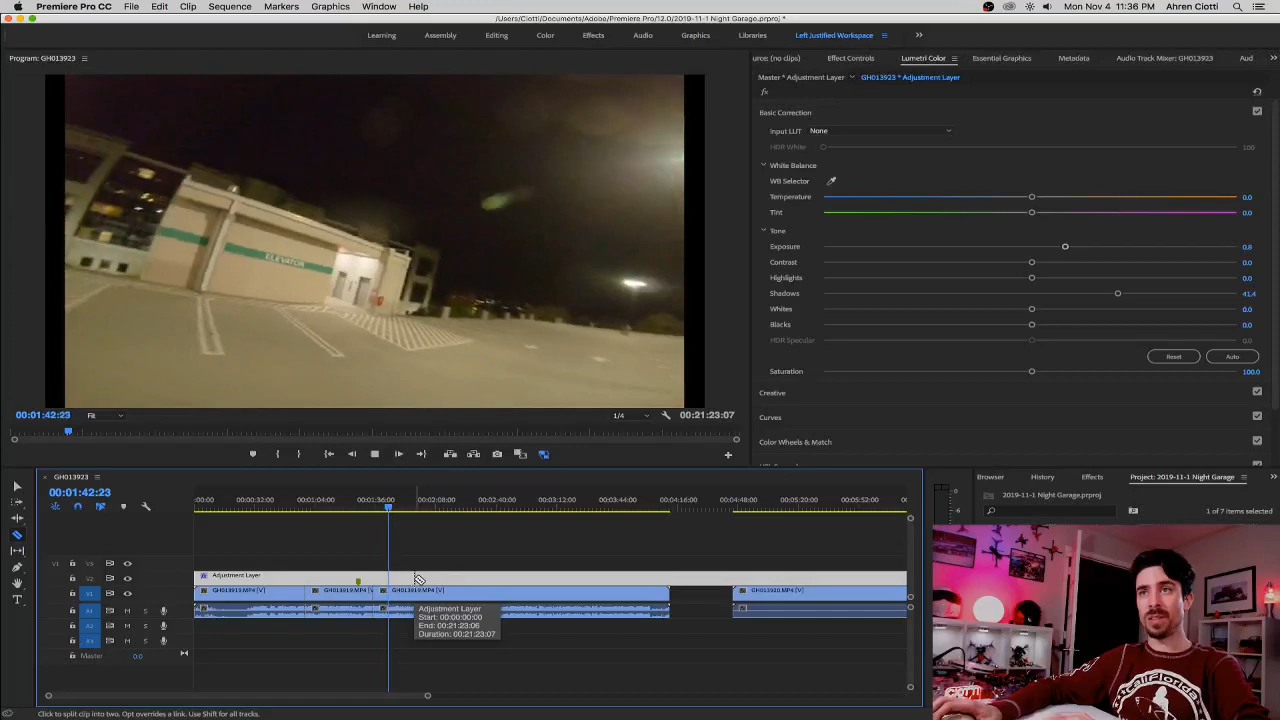 Premiere Pro CC File Edit Clip Sequence Markers Graphics Window Help Mon Nov 4 11:36 PM Ahren Ciotti
/Users/Ciotti/Documents/Adobe/Premiere Pro/12.0/2019-11-1 Night Garage.prproj *
Learning Assembly Editing Color Effects Audio Graphics Libraries Left Justified Workspace
Program: GH013923
urce: (no clips) Effect Controls Lumetri Color Essential Graphics Metadata Audio Track Mixer: GH013923 Aud
Master * Adjustment Layer GH013923 * Adjustment Layer
fx
Basic Correction
Input LUT None
HDR White 100
White Balance
WB Selector
Temperature 0.0
Tint 0.0
Tone
Exposure 0.8
Contrast 0.0
Highlights 0.0
Shadows 41.4
Whites 0.0
Blacks 0.0
HDR Specular 0.0
Reset Auto
Saturation 100.0
Creative
Curves
Color Wheels & Match
ELEVATOR
00:01:42:23 Fit 1/4 00:21:23:07
GH013923
00:01:42:23
:00:00 00:00:32:00 00:01:04:00 00:01:36:00 00:02:08:00 00:02:40:00 00:03:12:00 00:03:44:00 00:04:16:00 00:04:48:00 00:05:20:00 00:05:52:00 00
V1 V3
V2 Adjustment Layer
V1 GH013919.MP4 [V] GH013919.MP4 [V GH013919.MP4 [V] GH013920.MP4 [V]
A1 M S
A2 M S
A3 M S
Master 0.0
Adjustment Layer
Start: 00:00:00:00
End: 00:21:23:06
Duration: 00:21:23:07
Browser History Effects Project: 2019-11-1 Night Garage
2019-11-1 Night Garage.prproj
1 of 7 items selected
0
-6
CaliFlorida
Click to split clip into two. Opt overrides a link. Use Shift for all tracks.